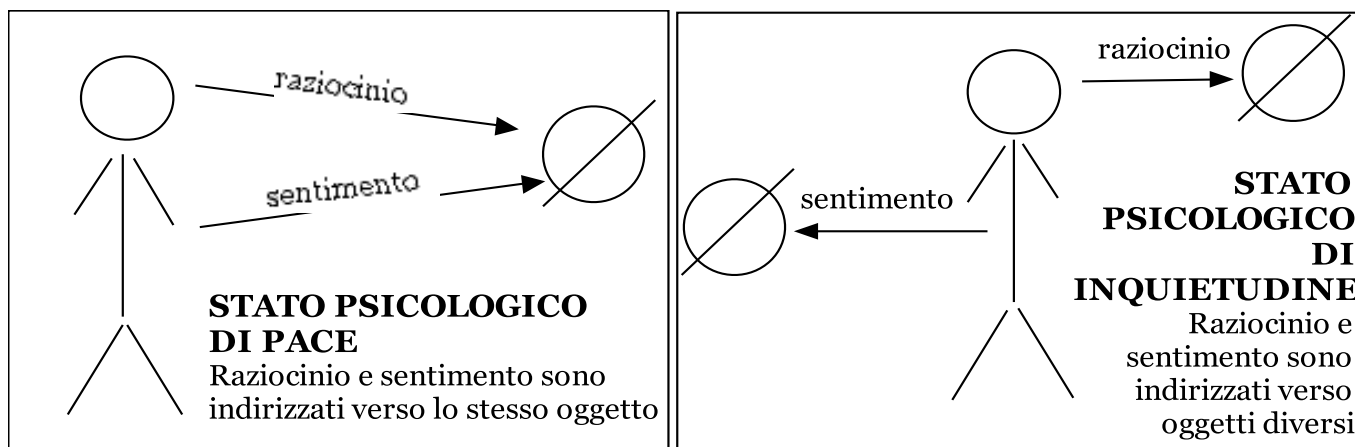 raziocinio
sentimento
STATO PSICOLOGICO
DI PACE
Raziocinio e sentimento sono
indirizzati verso lo stesso oggetto
raziocinio
sentimento
STATO
PSICOLOGICO
DI
INQUIETUDINE
Raziocinio e
sentimento sono
indirizzati verso
oggetti diversi